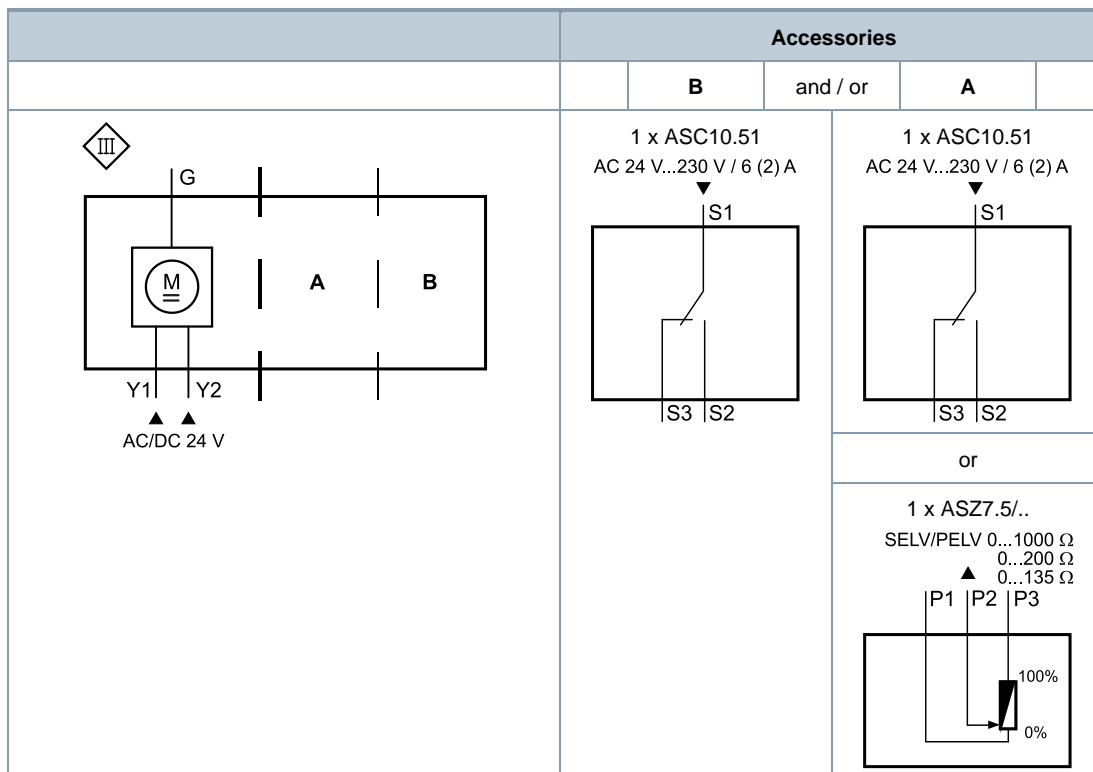 Accessories
B and / or A
III
G
M
A B
Y1 Y2
AC/DC 24 V
1 x ASC10.51
AC 24 V...230 V / 6 (2) A
S1
S3 S2
1 x ASC10.51
AC 24 V...230 V / 6 (2) A
S1
S3 S2
or
1 x ASZ7.5/..
SELV/PELV 0...1000 Ω
0...200 Ω
0...135 Ω
P1 P2 P3
100%
0%